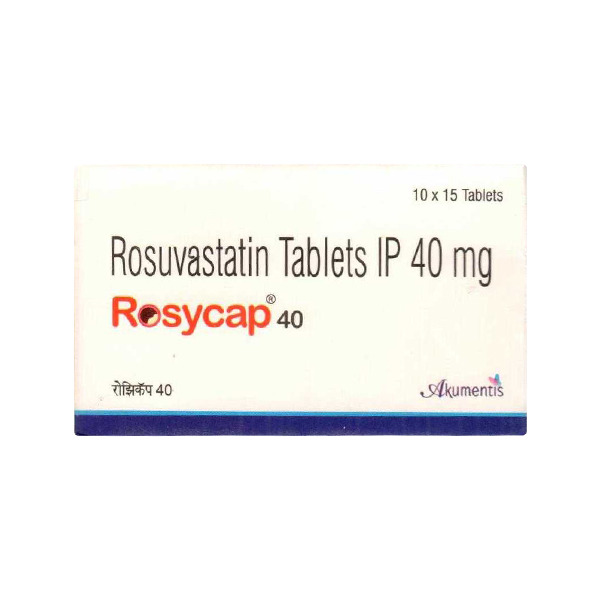 10 x 15 Tablets
Rosuvastatin Tablets IP 40 mg
Rosycap® 40
रोझिकॅप 40
Akumentis